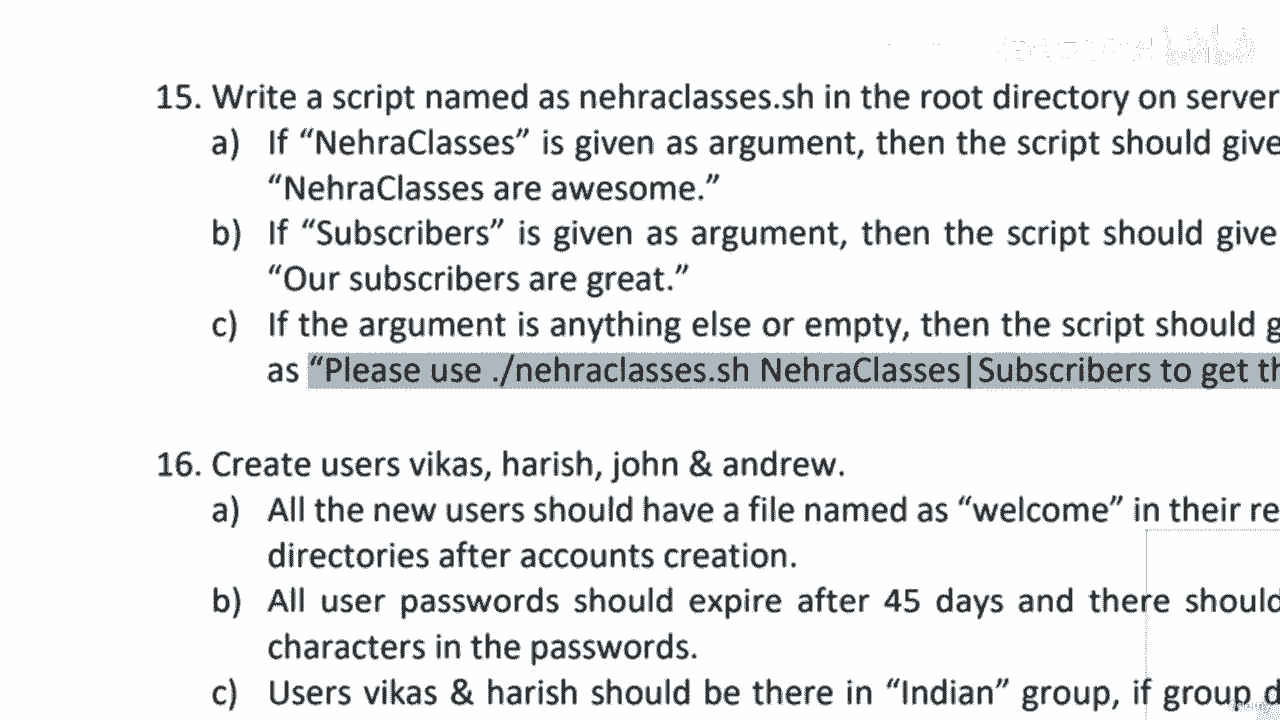 15. Write a script named as nehraclasses.sh in the root directory on server
a) If “NehraClasses” is given as argument, then the script should give
“NehraClasses are awesome.”
b) If “Subscribers” is given as argument, then the script should give
“Our subscribers are great.”
c) If the argument is anything else or empty, then the script should g
as “Please use ./nehraclasses.sh NehraClasses|Subscribers to get th
16. Create users vikas, harish, john & andrew.
a) All the new users should have a file named as “welcome” in their re
directories after accounts creation.
b) All user passwords should expire after 45 days and there should
characters in the passwords.
c) Users vikas & harish should be there in “Indian” group, if group d